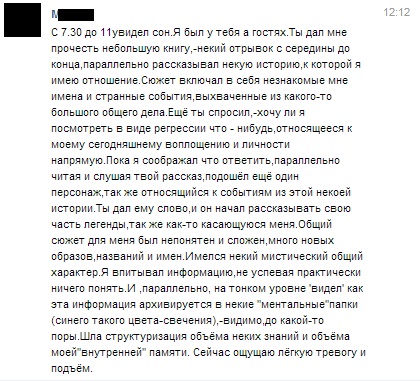 М
12:12
С 7.30 до 11увидел сон.Я был у тебя а гостях.Ты дал мне
прочесть небольшую книгу,-некий отрывок с середины до
конца,параллельно рассказывал некую историю,к которой я
имею отношение.Сюжет включал в себя незнакомые мне
имена и странные события,выхваченные из какого-то
большого общего дела.Ещё ты спросил,-хочу ли я
посмотреть в виде регрессии что - нибудь,относящееся к
моему сегодняшнему воплощению и личности
напрямую.Пока я соображал что ответить,параллельно
читая и слушая твой рассказ,подошёл ещё один
персонаж,так же относящийся к событиям из этой некоей
истории.Ты дал ему слово,и он начал рассказывать свою
часть легенды,так же как-то касающуюся меня.Общий
сюжет для меня был непонятен и сложен,много новых
образов,названий и имен.Имелся некий мистический общий
характер.Я впитывал информацию,не успевая практически
ничего понять.И ,параллельно, на тонком уровне 'видел' как
эта информация архивируется в некие "ментальные"папки
(синего такого цвета-свечения),-видимо,до какой-то
поры.Шла структуризация объёма неких знаний и объёма
моей"внутренней" памяти. Сейчас ощущаю лёгкую тревогу и
подъём.